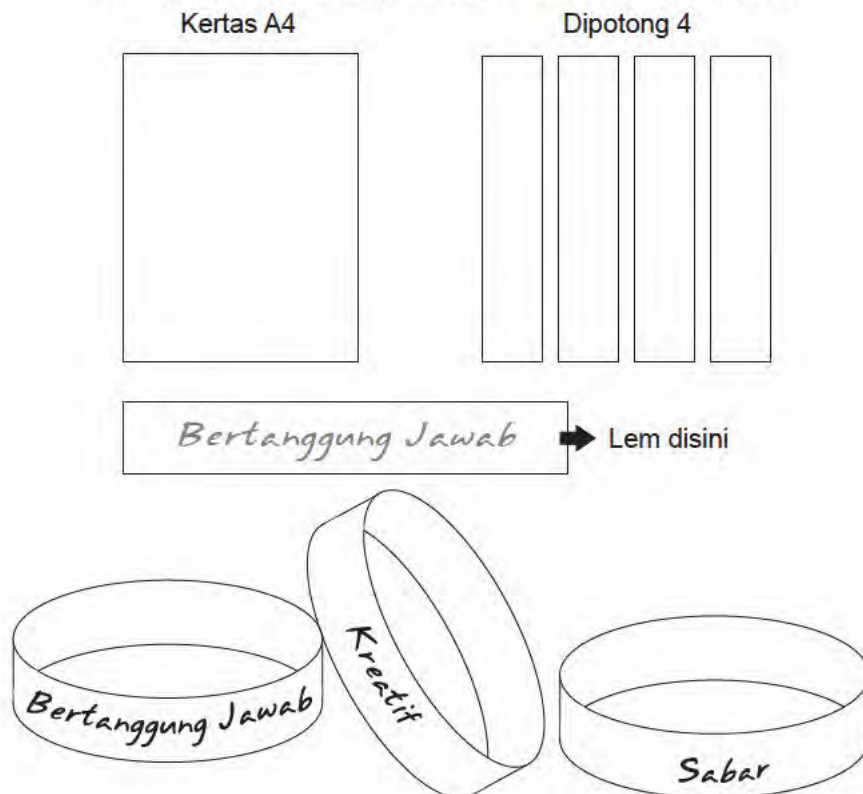 Kertas A4
Dipotong 4
Bertanggung Jawab
Lem disini
Bertanggung Jawab
Kreatif
Sabar